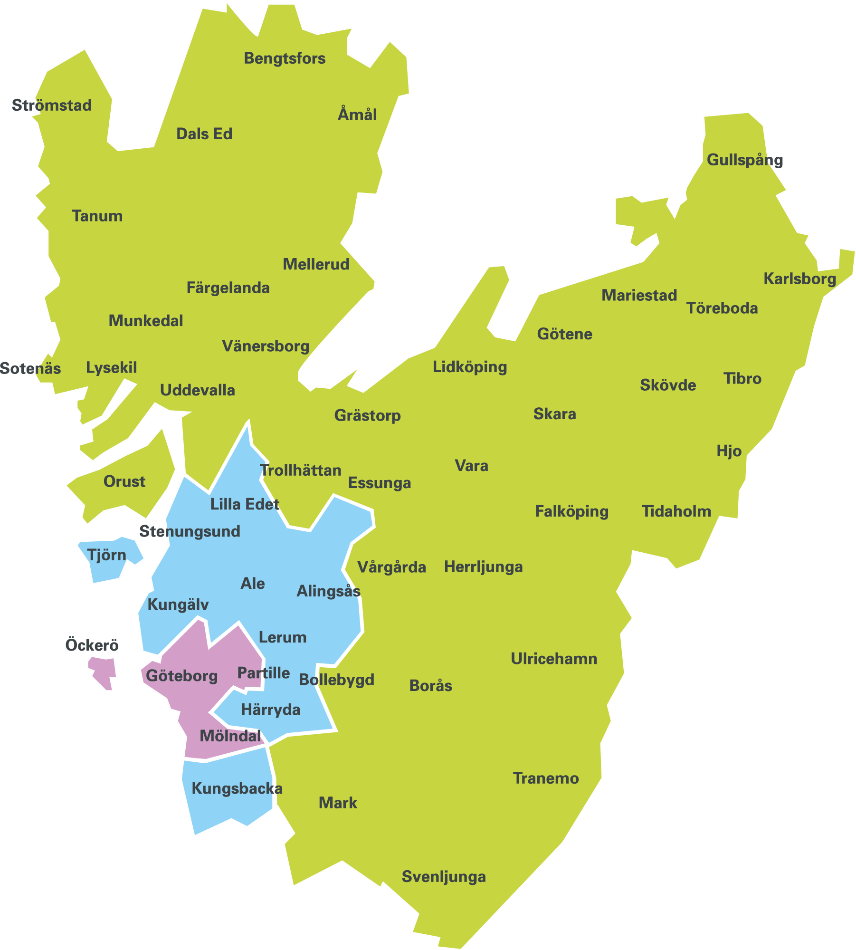 Bengtsfors
Strömstad
Åmål
Dals Ed
Gullspång
Tanum
Mellerud
Karlsborg
Färgelanda
Mariestad
Töreboda
Munkedal
Götene
Vänersborg
Sotenäs
Lysekil
Lidköping
Tibro
Skövde
Uddevalla
Grästorp
Skara
Hjo
Vara
Trollhättan
Essunga
Orust
Lilla Edet
Falköping
Tidaholm
Stenungsund
Tjörn
Vårgårda
Herrljunga
Ale
Alingsås
Kungälv
Lerum
Öckerö
Ulricehamn
Partille
Göteborg
Bollebygd
Borås
Härryda
Mölndal
Tranemo
Kungsbacka
Mark
Svenljunga